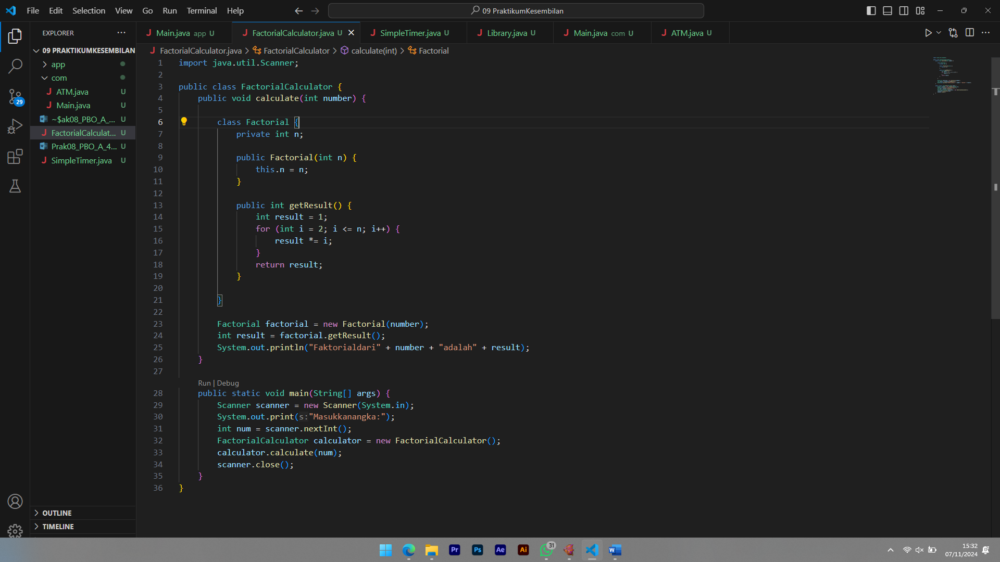 File Edit Selection View Go Run Terminal Help
09 PraktikumKesembilan
EXPLORER
Main.java app U
FactorialCalculator.java U
SimpleTimer.java U
Library.java U
Main.java com U
ATM.java U
09 PRAKTIKUMKESEMBILAN
app
com
ATM.java U
Main.java U
~$ak08_PBO_A_... U
FactorialCalculat... U
Prak08_PBO_A_4... U
SimpleTimer.java U
29
OUTLINE
TIMELINE
FactorialCalculator.java > FactorialCalculator > calculate(int) > Factorial
1 import java.util.Scanner;
2
3 public class FactorialCalculator {
4 public void calculate(int number) {
5
6 class Factorial {
7 private int n;
8
9 public Factorial(int n) {
10 this.n = n;
11 }
12
13 public int getResult() {
14 int result = 1;
15 for (int i = 2; i <= n; i++) {
16 result *= i;
17 }
18 return result;
19 }
20
21 }
22
23 Factorial factorial = new Factorial(number);
24 int result = factorial.getResult();
25 System.out.println("Faktorialdari" + number + "adalah" + result);
26 }
27
Run | Debug
28 public static void main(String[] args) {
29 Scanner scanner = new Scanner(System.in);
30 System.out.print(s:"Masukkanangka:");
31 int num = scanner.nextInt();
32 FactorialCalculator calculator = new FactorialCalculator();
33 calculator.calculate(num);
34 scanner.close();
35 }
36 }
Pr Ps Ae Ai 31 W
15:32
07/11/2024